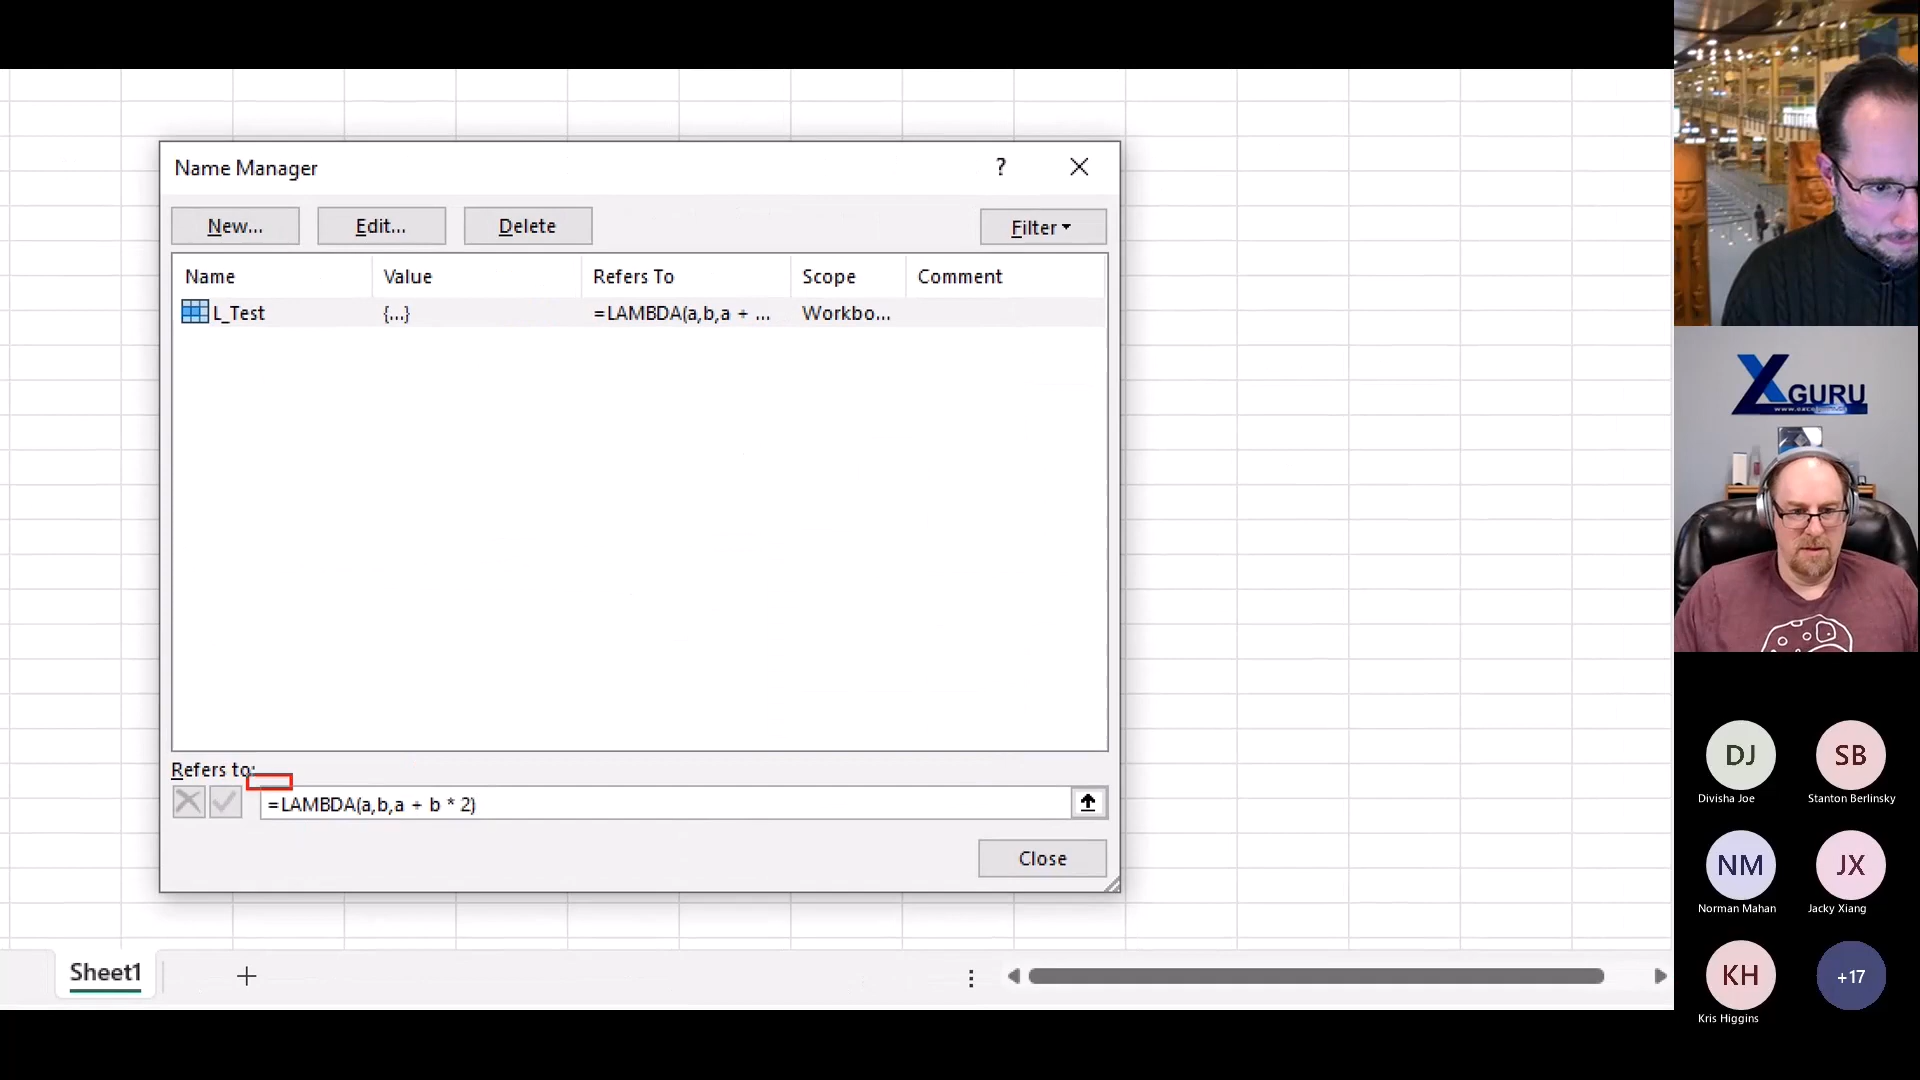 Name Manager
?
New...
Edit...
Delete
Filter
Name
Value
Refers To
Scope
Comment
L_Test
{...}
=LAMBDA(a,b,a + ...
Workbo...
Refers to:
=LAMBDA(a,b,a + b * 2)
Close
Sheet1
XGURU
DJ
Divisha Joe
SB
Stanton Berlinsky
NM
Norman Mahan
JX
Jacky Xiang
KH
Kris Higgins
+17